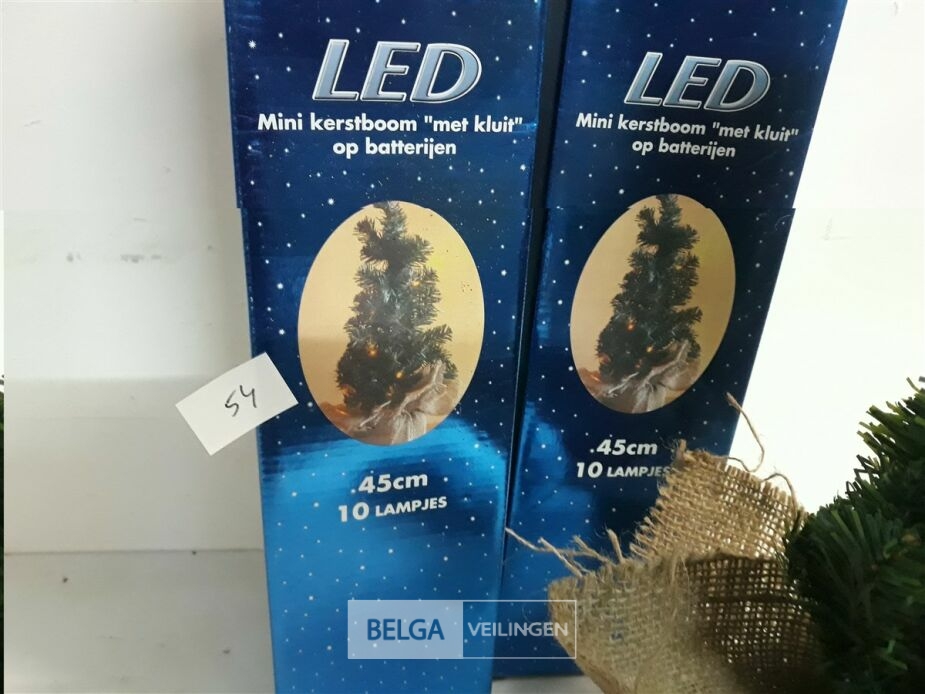 LED
Mini kerstboom "met kluit"
op batterijen
.45cm
10 LAMPJES
LED
Mini kerstboom "met kluit"
op batterijen
.45cm
10 LAMPJES
54
BELGA VEILINGEN